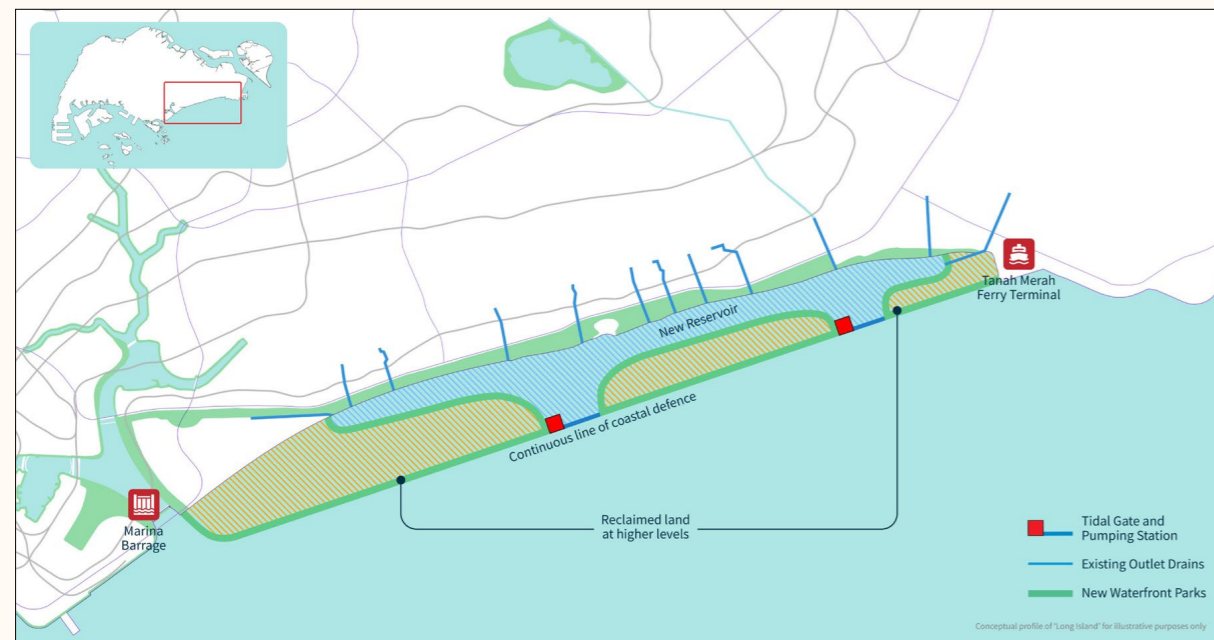 Tanah Merah
Ferry Terminal
New Reservoir
Continuous line of coastal defence
Marina
Barrage
Reclaimed land
at higher levels
Tidal Gate and
Pumping Station
Existing Outlet Drains
New Waterfront Parks
Conceptual profile of "Long Island" for illustrative purposes only